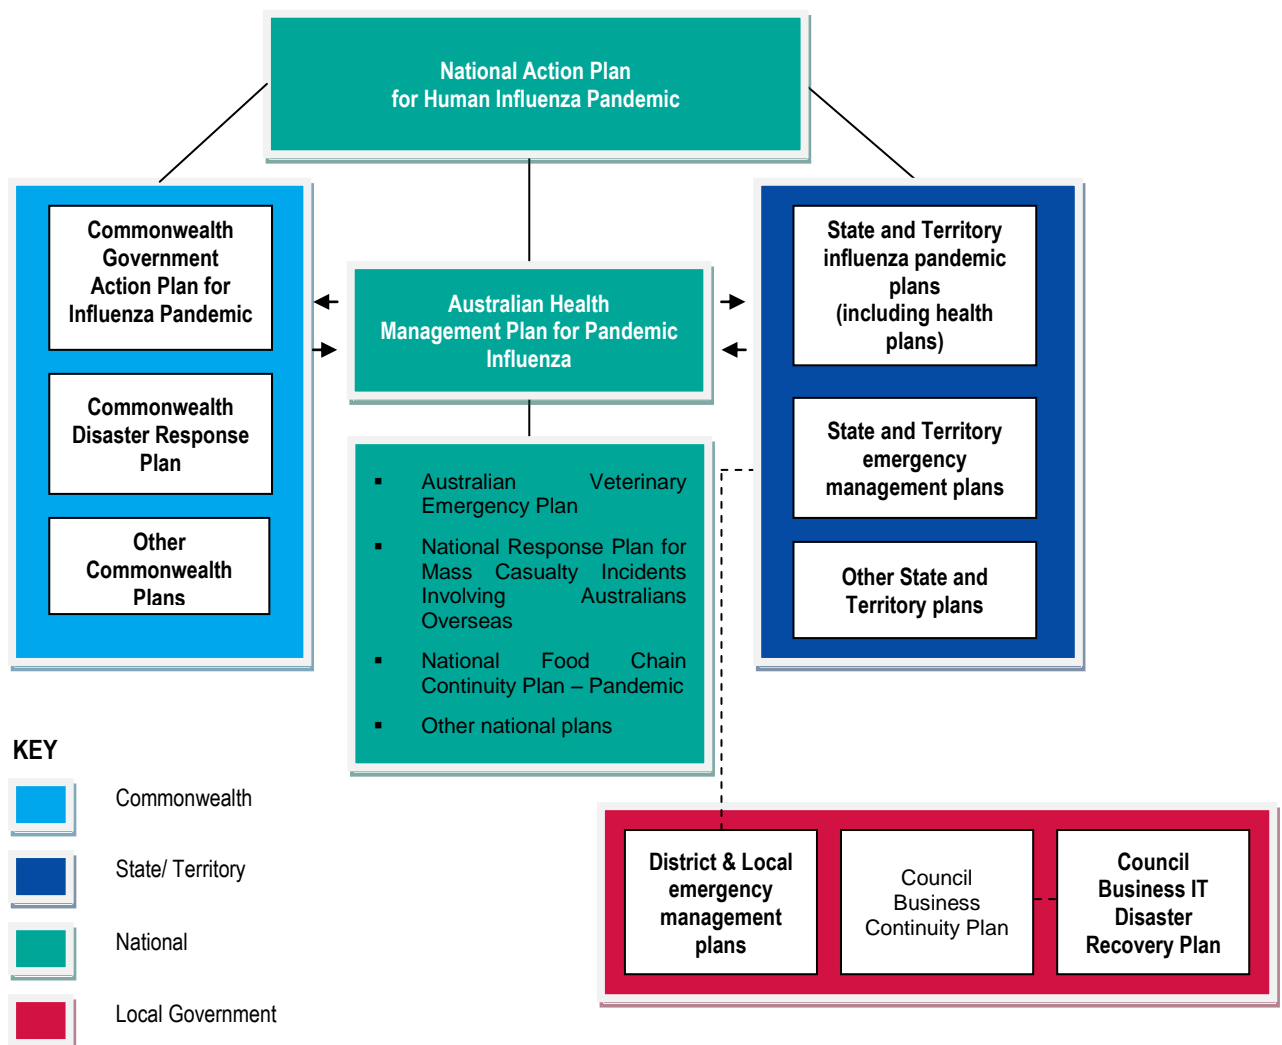 National Action Plan
for Human Influenza Pandemic
Commonwealth
Government
Action Plan for
Influenza Pandemic
Commonwealth
Disaster Response
Plan
Other
Commonwealth
Plans
Australian Health
Management Plan for Pandemic
Influenza
▪ Australian Veterinary
Emergency Plan
▪ National Response Plan for
Mass Casualty Incidents
Involving Australians
Overseas
▪ National Food Chain
Continuity Plan – Pandemic
▪ Other national plans
State and Territory
influenza pandemic
plans
(including health
plans)
State and Territory
emergency
management plans
Other State and
Territory plans
District & Local
emergency
management
plans
Council
Business
Continuity Plan
Council
Business IT
Disaster
Recovery Plan
KEY
Commonwealth
State/ Territory
National
Local Government